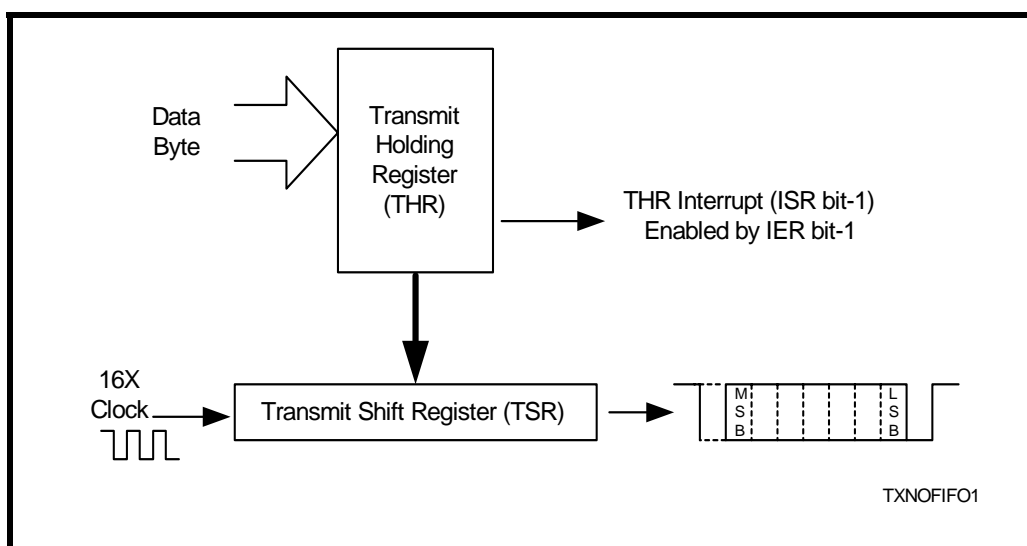 Data
Byte
Transmit
Holding
Register
(THR)
THR Interrupt (ISR bit-1)
Enabled by IER bit-1
16X
Clock
Transmit Shift Register (TSR)
M
S
B
L
S
B
TXNOFIFO1